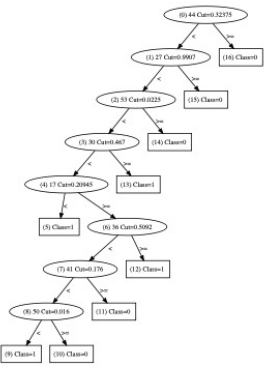 (0) 44 Cut=0.32375
< >=
(1) 27 Cut=0.9907 (16) Class=0
< >=
(2) 53 Cut=0.0225 (15) Class=0
< >=
(3) 30 Cut=0.467 (14) Class=0
< >=
(4) 17 Cut=0.20945 (13) Class=1
< >=
(5) Class=1 (6) 36 Cut=0.5092
< >=
(7) 41 Cut=0.176 (12) Class=1
< >=
(8) 50 Cut=0.016 (11) Class=0
< >=
(9) Class=1 (10) Class=0